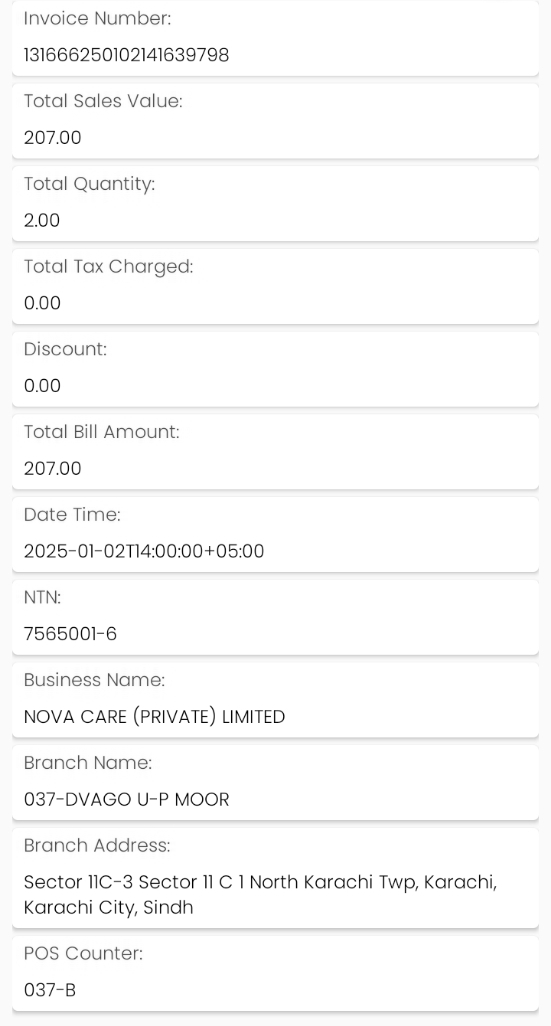 Invoice Number:
131666250102141639798
Total Sales Value:
207.00
Total Quantity:
2.00
Total Tax Charged:
0.00
Discount:
0.00
Total Bill Amount:
207.00
Date Time:
2025-01-02T14:00:00+05:00
NTN:
7565001-6
Business Name:
NOVA CARE (PRIVATE) LIMITED
Branch Name:
037-DVAGO U-P MOOR
Branch Address:
Sector 11C-3 Sector 11 C 1 North Karachi Twp, Karachi,
Karachi City, Sindh
POS Counter:
037-B